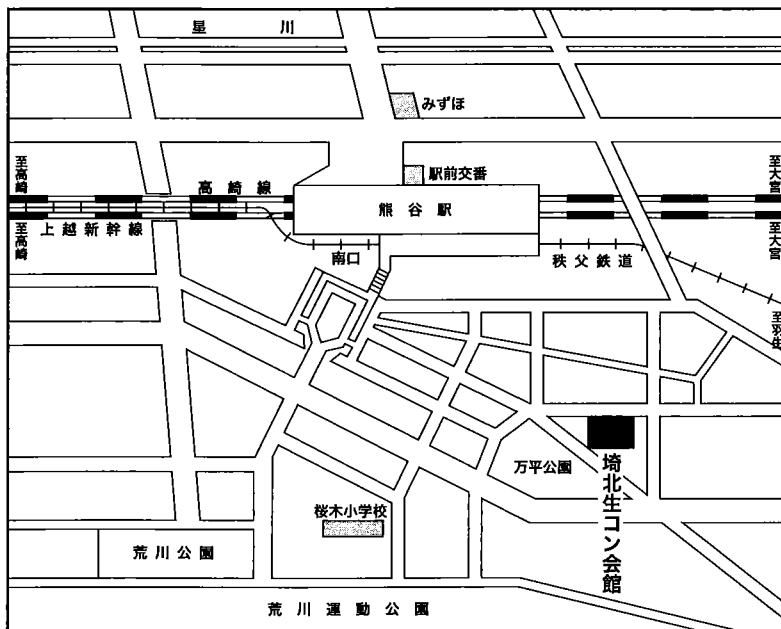 星川
みずほ
駅前交番
至高崎
高崎線
熊谷駅
至大宮
至高崎
上越新幹線
南口
秩父鉄道
至大宮
至羽生
万平公園
埼北生コン会館
桜木小学校
荒川公園
荒川運動公園